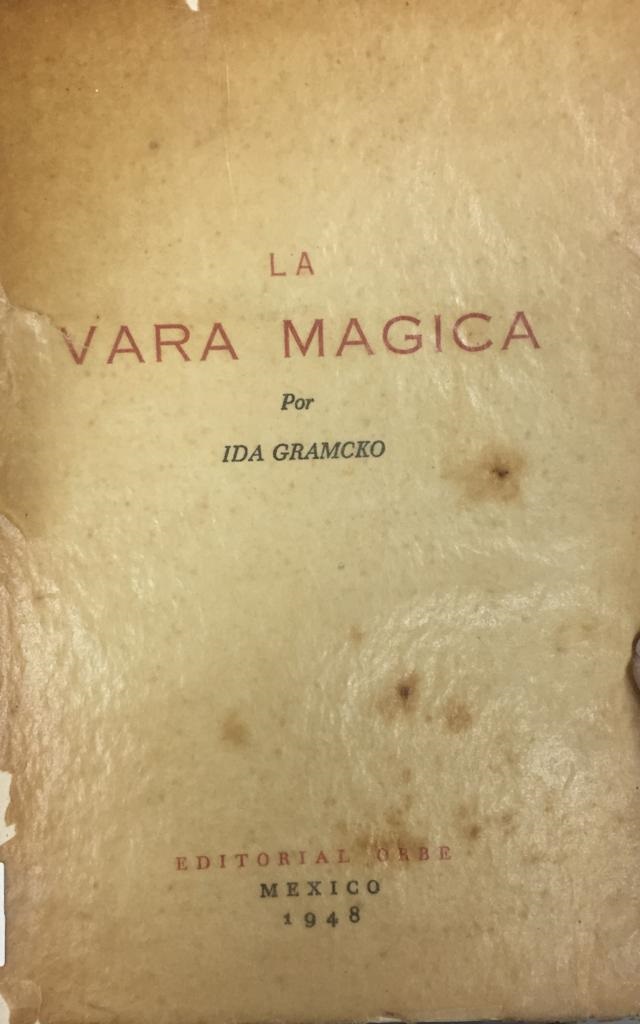 LA
VARA MAGICA
Por
IDA GRAMCKO
EDITORIAL ORBE
MEXICO
1948